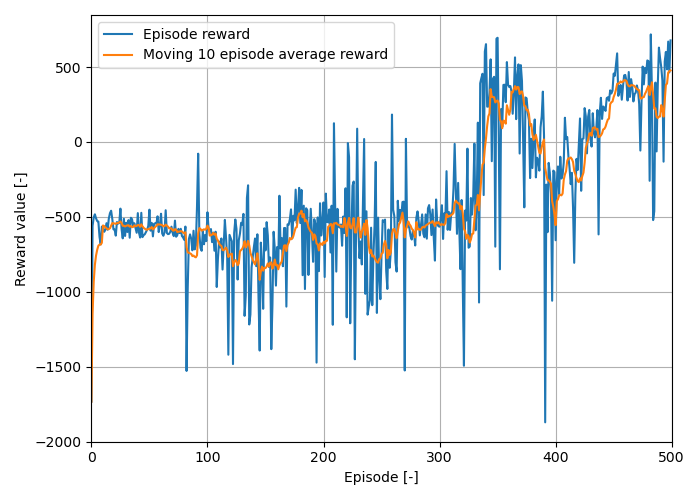 Episode reward
Moving 10 episode average reward
Reward value [-]
500
0
−500
−1000
−1500
−2000
0 100 200 300 400 500
Episode [-]